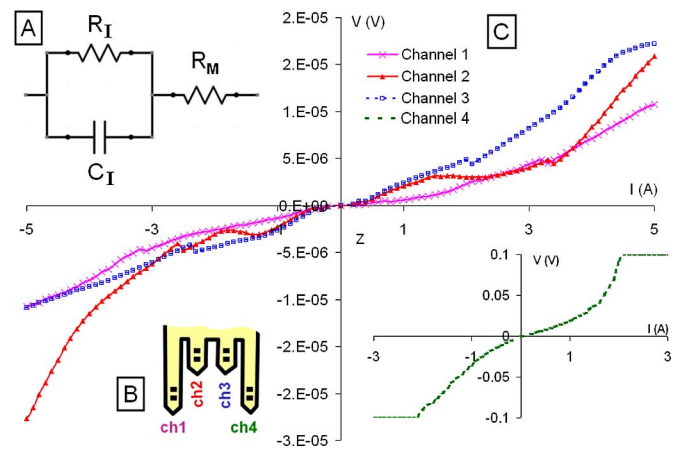 A
R_I
R_M
C_I
V (V)
2.E-05
C
2.E-05
1.E-05
5.E-06
0.E+00
Channel 1
Channel 2
Channel 3
Channel 4
-5
-3
-1
Z
1
3
5
I (A)
-5.E-06
-1.E-05
-2.E-05
-2.E-05
-3.E-05
B
ch1
ch2
ch3
ch4
V (V)
0.1
0.05
0
-0.05
-0.1
-3
-1
1
3
I (A)